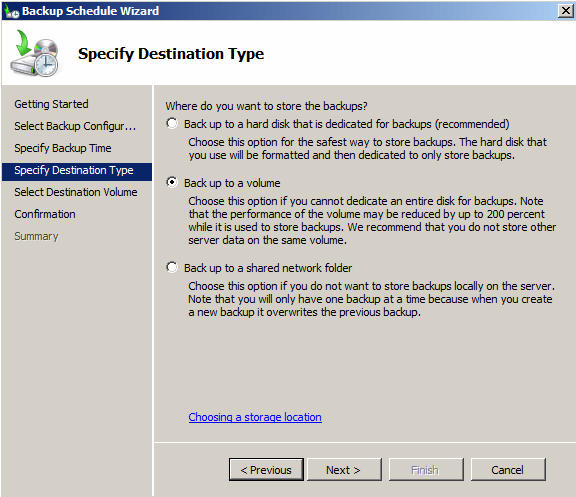 Backup Schedule Wizard
Specify Destination Type
Getting Started
Select Backup Configur...
Specify Backup Time
Specify Destination Type
Select Destination Volume
Confirmation
Summary
Where do you want to store the backups?
Back up to a hard disk that is dedicated for backups (recommended)
Choose this option for the safest way to store backups. The hard disk that
you use will be formatted and then dedicated to only store backups.
Back up to a volume
Choose this option if you cannot dedicate an entire disk for backups. Note
that the performance of the volume may be reduced by up to 200 percent
while it is used to store backups. We recommend that you do not store other
server data on the same volume.
Back up to a shared network folder
Choose this option if you do not want to store backups locally on the server.
Note that you will only have one backup at a time because when you create
a new backup it overwrites the previous backup.
Choosing a storage location
< Previous
Next >
Finish
Cancel